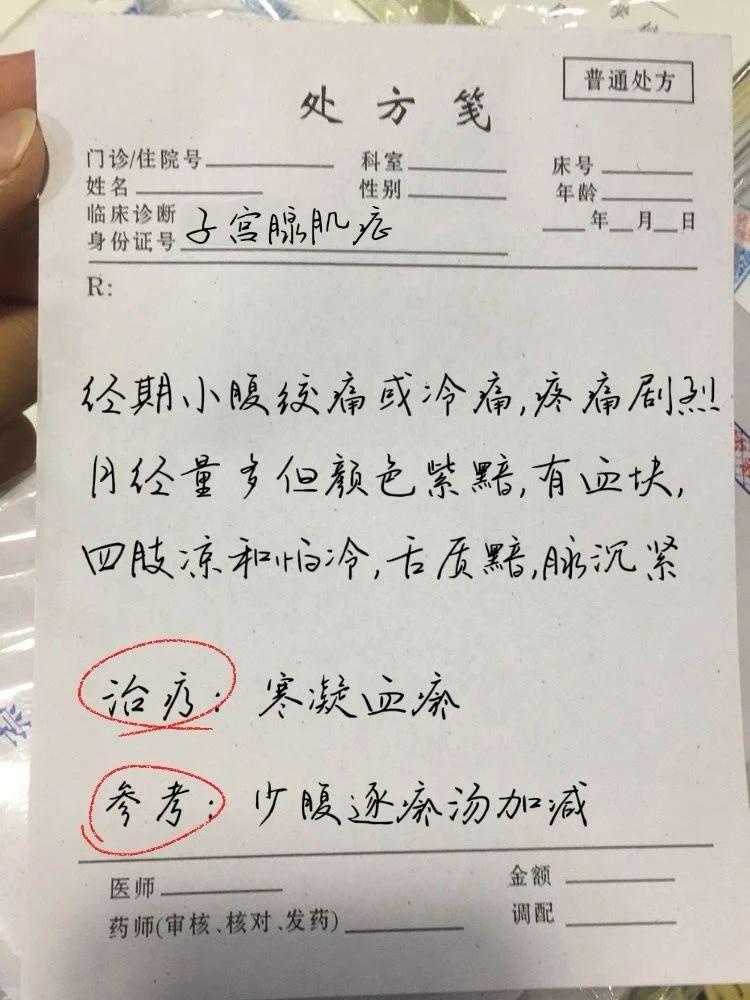 处方笺
普通处方
门诊/住院号 科室 床号
姓名 性别 年龄
临床诊断 年 月 日
身份证号 子宫腺肌症
R:
经期小腹绞痛或冷痛,疼痛剧烈
月经量多但颜色紫黯,有血块,
四肢凉和怕冷,舌质黯,脉沉紧
治疗: 寒凝血瘀
参考: 少腹逐瘀汤加减
医师 金额
药师(审核、核对、发药) 调配